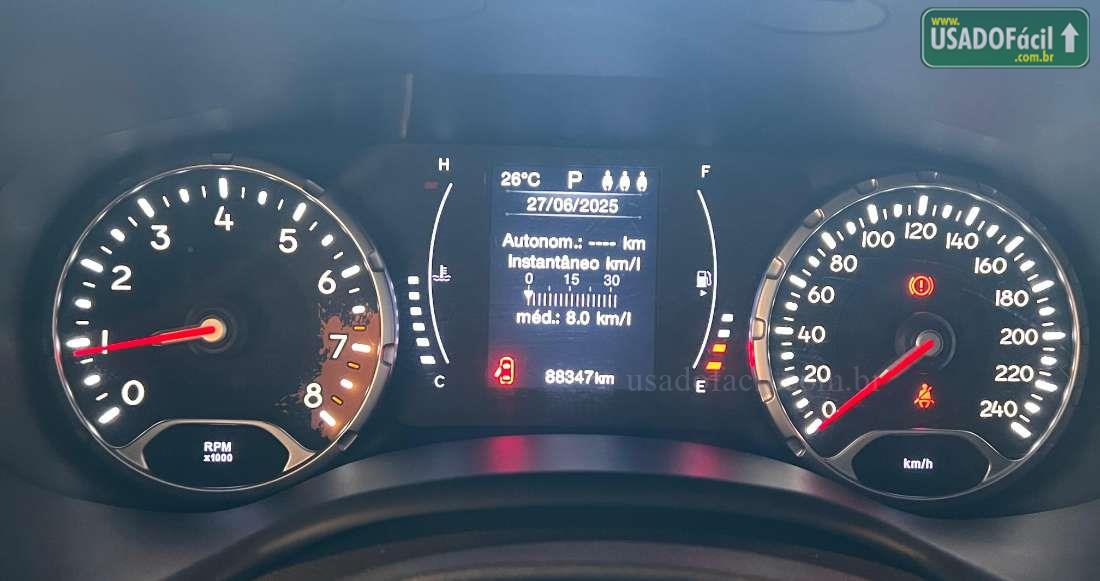 www.
USADOFácil
.com.br
0
1
2
3
4
5
6
7
8
RPM
x1000
H
C
26°C P
27/06/2025
Autonom.: ---- km
Instantâneo km/l
0 15 30
méd.: 8.0 km/l
88347km
F
E
usadofacil.com.br
0
20
40
60
80
100
120
140
160
180
200
220
240
km/h